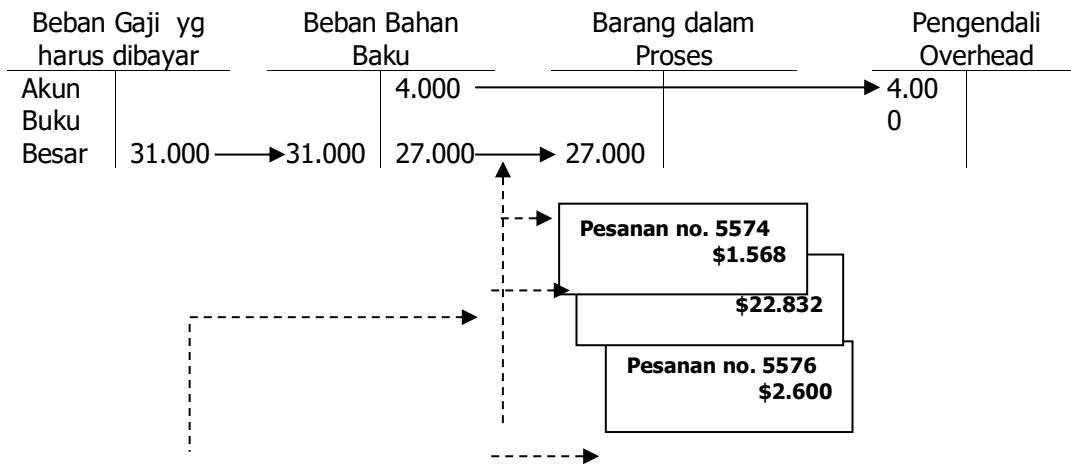 Beban Gaji yg
harus dibayar
Beban Bahan
Baku
Barang dalam
Proses
Pengendali
Overhead
Akun
Buku
Besar
4.000
4.00
0
31.000
31.000
27.000
27.000
Pesanan no. 5574
$1.568
$22.832
Pesanan no. 5576
$2.600